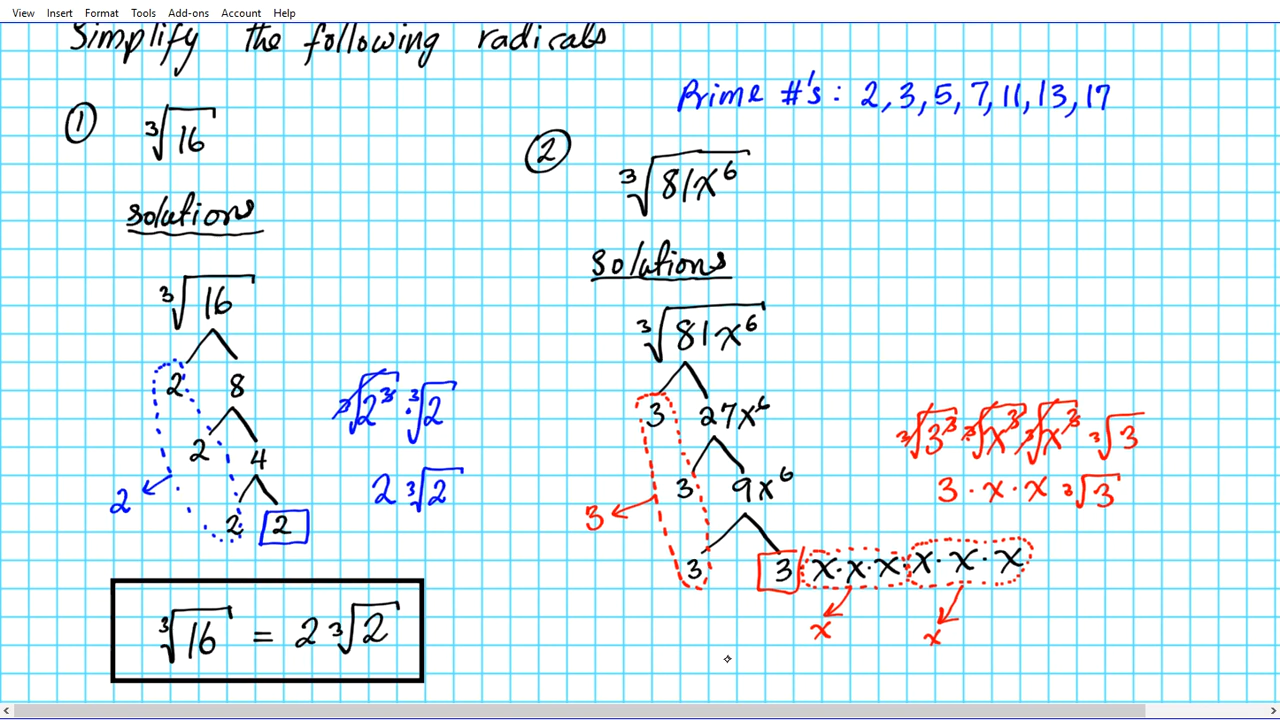 View Insert Format Tools Add-ons Account Help
Simplify the following radicals
Prime #'s: 2, 3, 5, 7, 11, 13, 17
① ∛16
Solutions
∛16
2 8
2 4
2 2
2
∛2³ · ∛2
2 ∛2
∛16 = 2 ∛2
② ∛81x⁶
Solutions
∛81x⁶
3 27x⁶
3 9x⁶
3 3 x·x·x·x·x·x
3
x x
∛3³ · ∛x³ · ∛x³ · ∛3
3 · x · x ∛3